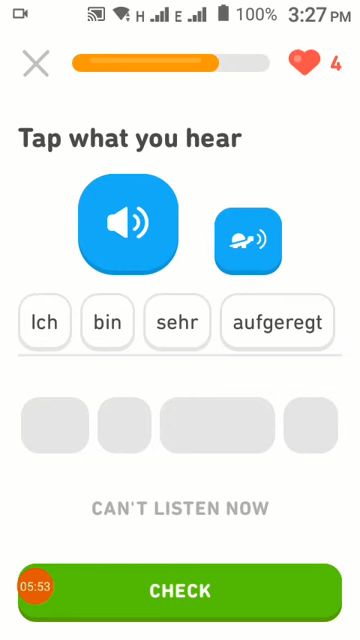 H E 100% 3:27 PM
4
Tap what you hear
Ich bin sehr aufgeregt
CAN'T LISTEN NOW
05:53 CHECK